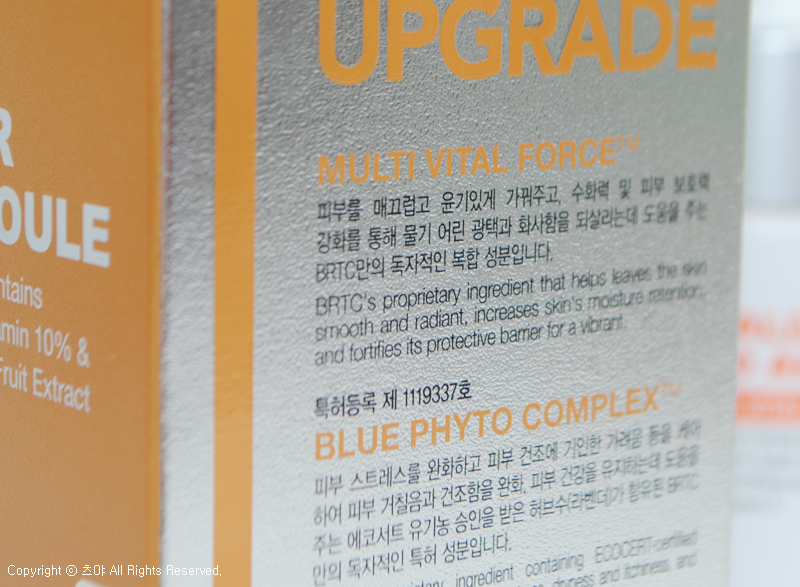 R
OULE
ntains
amin 10% &
Fruit Extract
UPGRADE
MULTI VITAL FORCE™
피부를 매끄럽고 윤기있게 가꿔주고, 수화력 및 피부 보호력
강화를 통해 물기 어린 광택과 화사함을 되살리는데 도움을 주는
BRTC만의 독자적인 복합 성분입니다.
BRTC's proprietary ingredient that helps leaves the skin
smooth and radiant, increases skin's moisture retention,
and fortifies its protective barrier for a vibrant.
특허등록 제 1119337호
BLUE PHYTO COMPLEX™
피부 스트레스를 완화하고 피부 건조에 기인한 가려움 등을 케어
하여 피부 거칠음과 건조함을 완화, 피부 건강을 유지하는데 도움을
주는 에코서트 유기농 승인을 받은 허브수(라벤더)가 함유된 BRTC
만의 독자적인 특허 성분입니다.
ingredient containing ECOCERT-certified
dryness and itchiness, and
Copyright ⓒ 츠야 All Rights Reserved.